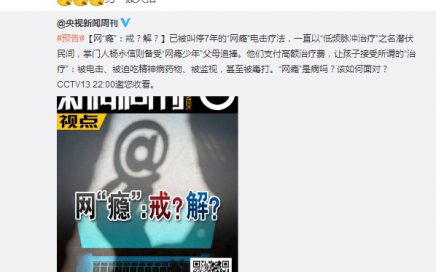 @央视新闻周刊
#预告#【网“瘾”：戒？解？】已被叫停7年的“网瘾”电击疗法，一直以“低频脉冲治疗”之名潜伏
民间，掌门人杨永信则备受“网瘾少年”父母追捧。他们支付高额治疗费，让孩子接受所谓的“治
疗”：被电击、被迫吃精神病药物、被监视，甚至被毒打。“网瘾”是病吗？该如何面对？
CCTV13 22:00邀您收看。
新闻周刊
视点
@
网“瘾”:戒?解?